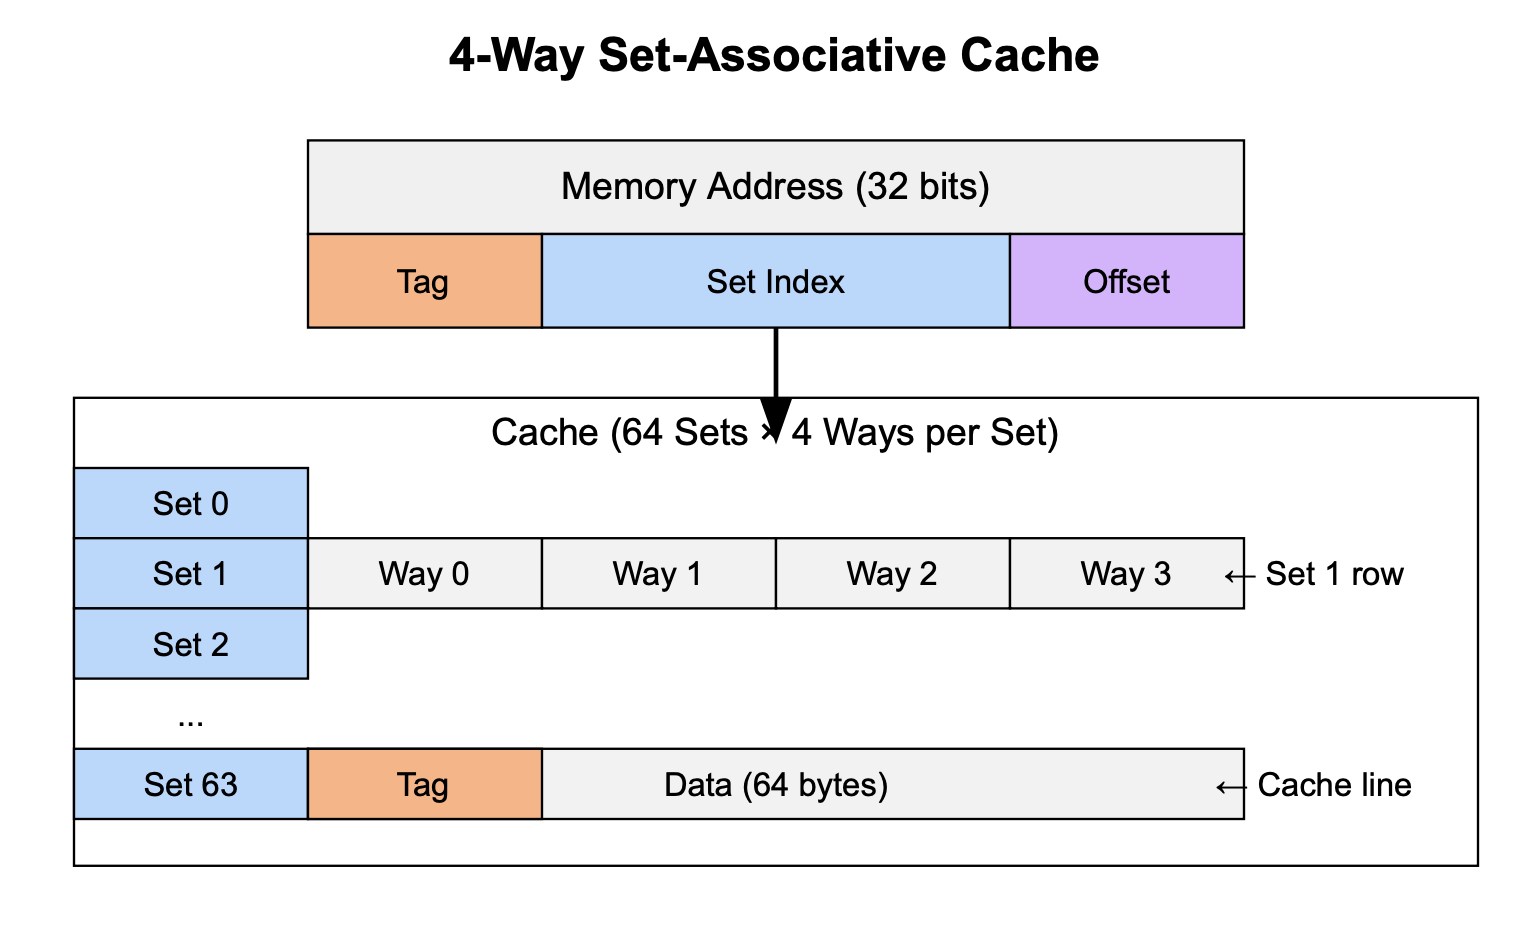 4-Way Set-Associative Cache
Memory Address (32 bits)
Tag Set Index Offset
Cache (64 Sets × 4 Ways per Set)
Set 0
Set 1 Way 0 Way 1 Way 2 Way 3 ← Set 1 row
Set 2
...
Set 63 Tag Data (64 bytes) ← Cache line